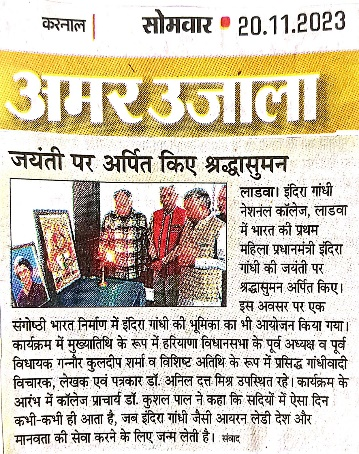 करनाल
सोमवार • 20.11.2023
अमर उजाला
जयंती पर अर्पित किए श्रद्धासुमन
लाडवा। इंदिरा गांधी
नेशनल कॉलेज, लाडवा
में भारत की प्रथम
महिला प्रधानमंत्री इंदिरा
गांधी की जयंती पर
श्रद्धासुमन अर्पित किए।
इस अवसर पर एक
संगोष्ठी भारत निर्माण में इंदिरा गांधी की भूमिका का भी आयोजन किया गया।
कार्यक्रम में मुख्यातिथि के रूप में हरियाणा विधानसभा के पूर्व अध्यक्ष व पूर्व
विधायक गन्नौर कुलदीप शर्मा व विशिष्ट अतिथि के रूप में प्रसिद्ध गांधीवादी
विचारक, लेखक एवं पत्रकार डॉ. अनिल दत्त मिश्र उपस्थित रहे। कार्यक्रम के
आरंभ में कॉलेज प्राचार्य डॉ. कुशल पाल ने कहा कि सदियों में ऐसा दिन
कभी-कभी ही आता है, जब इंदिरा गांधी जैसी आयरन लेडी देश और
मानवता की सेवा करने के लिए जन्म लेती है। संवाद